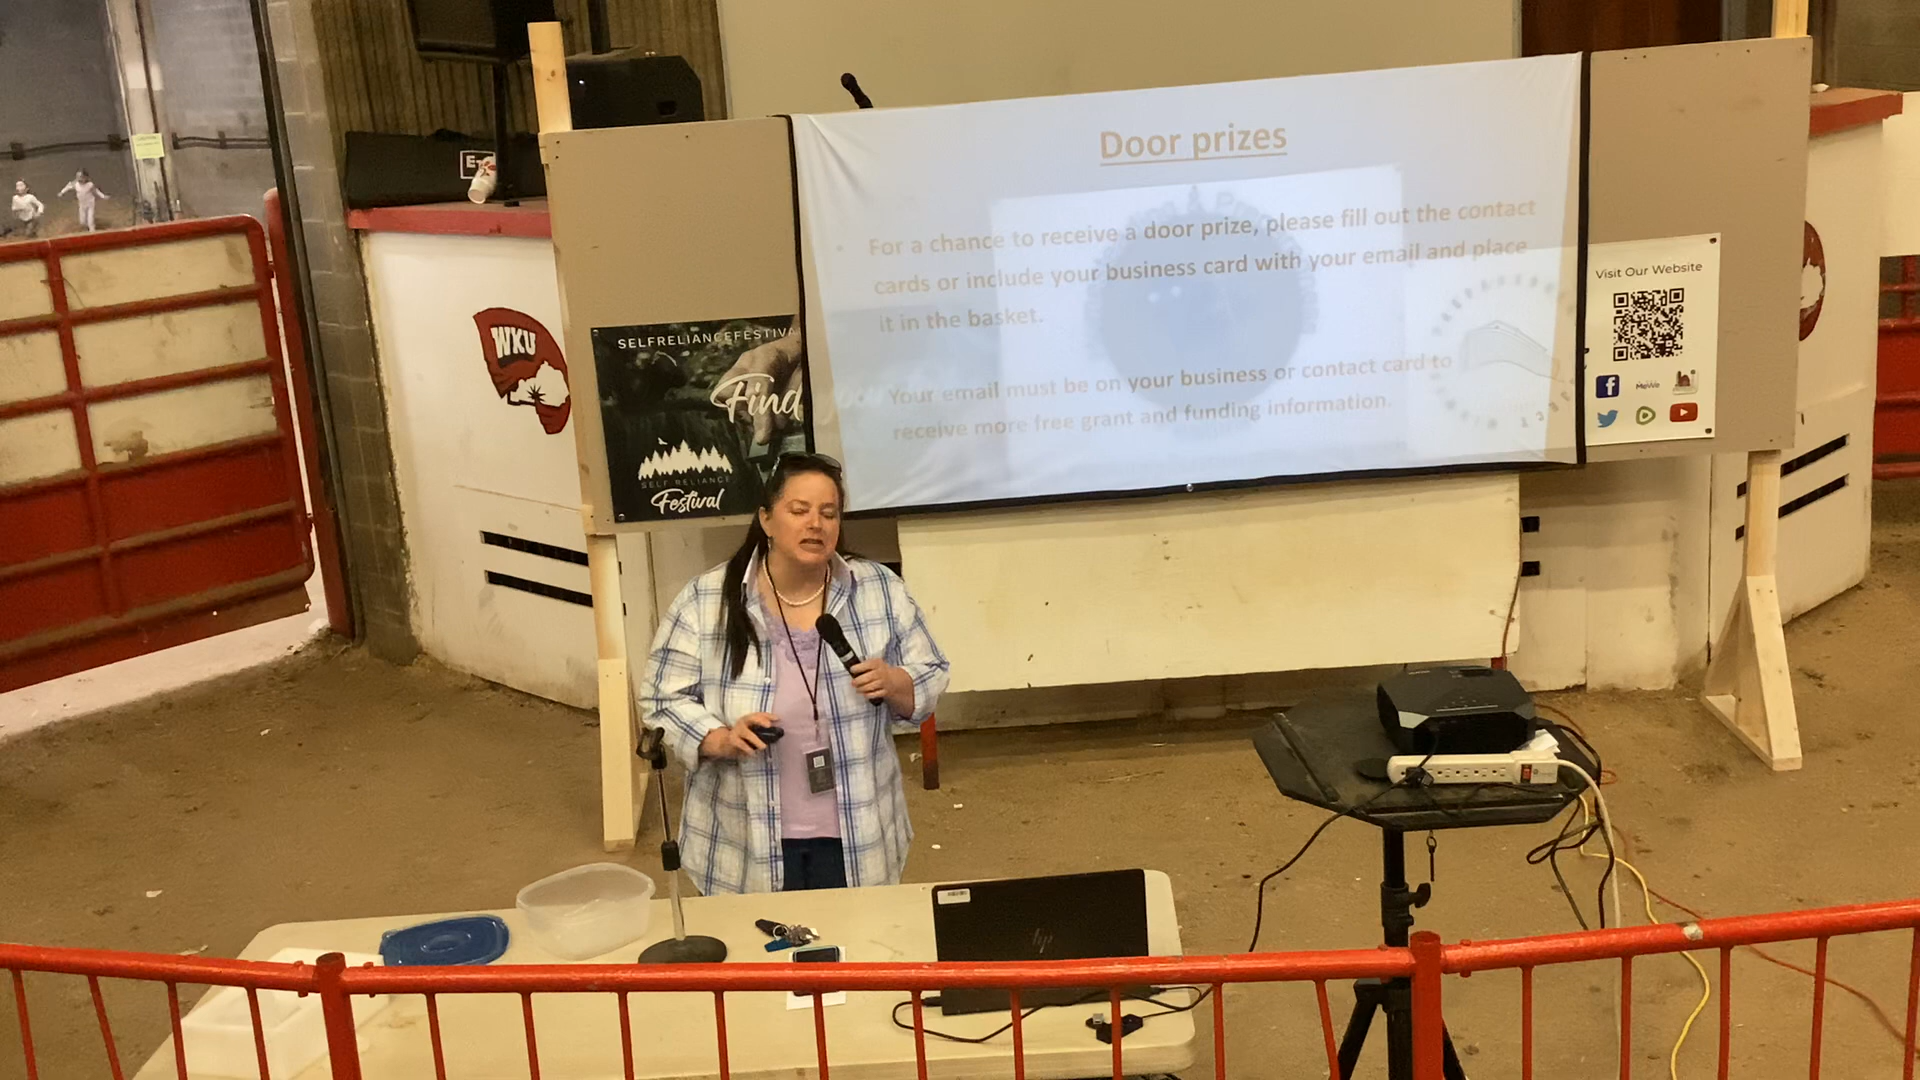 Door prizes
• For a chance to receive a door prize, please fill out the contact
cards or include your business card with your email and place
it in the basket.
Your email must be on your business or contact card to
receive more free grant and funding information.
SELFRELIANCEFESTIVA
Find
SELF RELIANCE
Festival
Visit Our Website
MeWe
WKU
hp